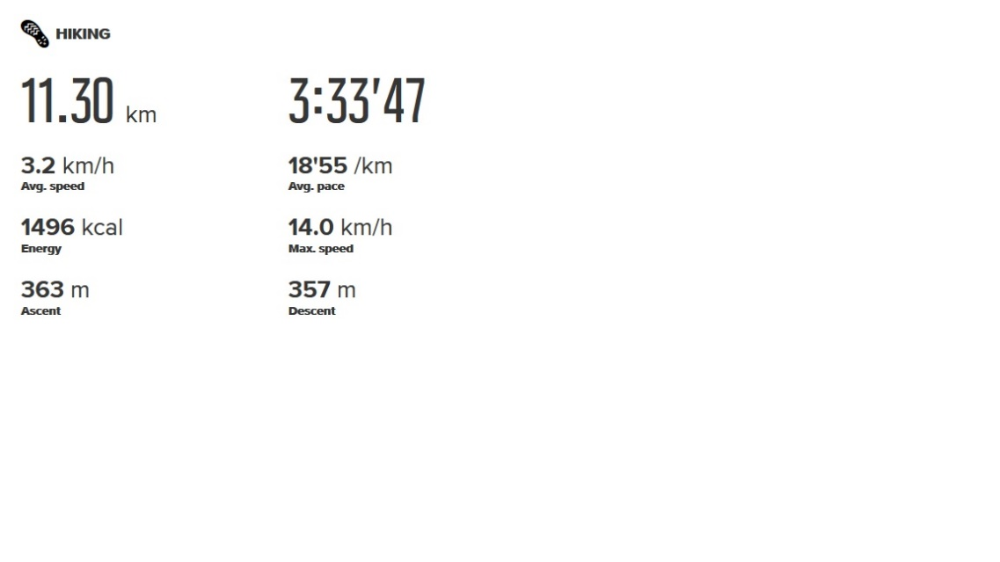 HIKING
11.30 km
3:33'47
3.2 km/h
Avg. speed
18'55 /km
Avg. pace
1496 kcal
Energy
14.0 km/h
Max. speed
363 m
Ascent
357 m
Descent